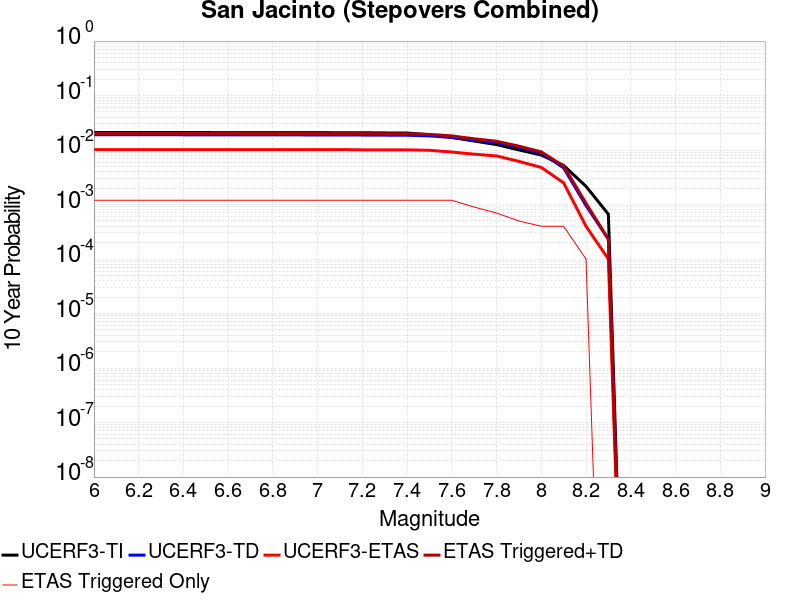 San Jacinto (Stepovers Combined)
10^0
10^-1
10^-2
10^-3
10^-4
10^-5
10^-6
10^-7
10^-8
10 Year Probability
6 6.2 6.4 6.6 6.8 7 7.2 7.4 7.6 7.8 8 8.2 8.4 8.6 8.8 9
Magnitude
UCERF3-TI UCERF3-TD UCERF3-ETAS ETAS Triggered+TD
ETAS Triggered Only